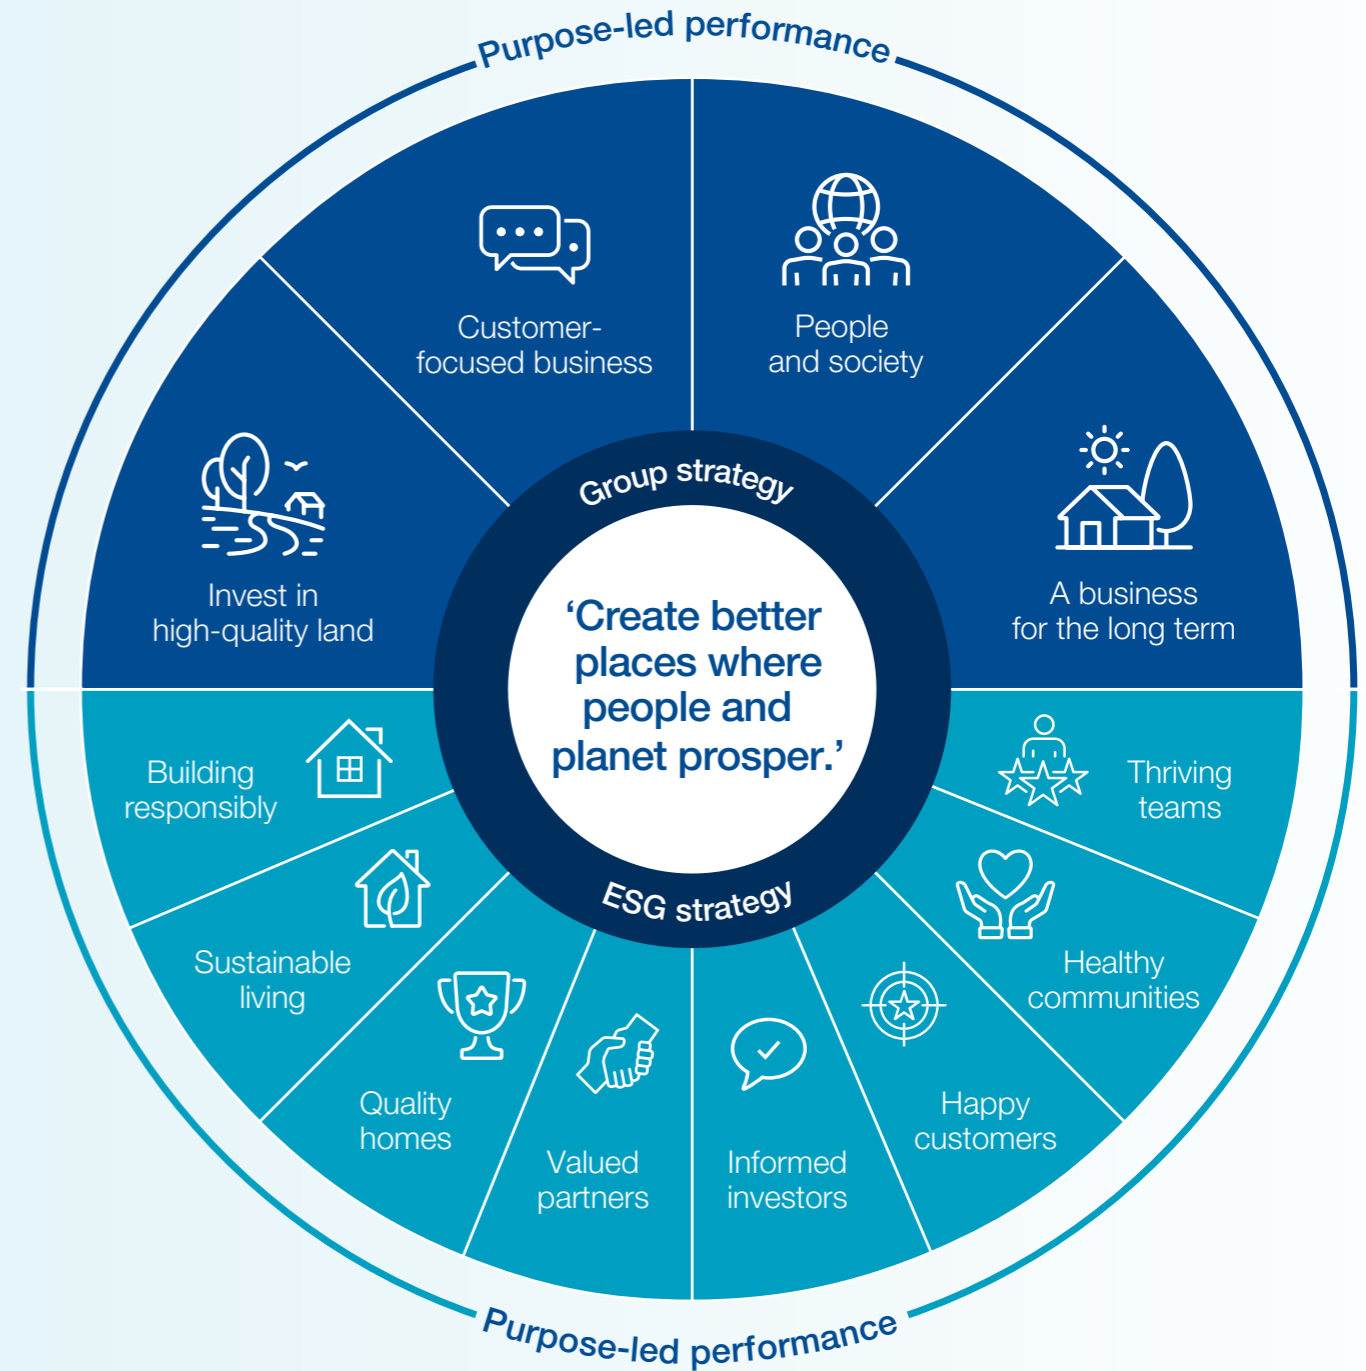 Purpose-led performance
Customer-
focused business
People
and society
Invest in
high-quality land
A business
for the long term
Group strategy
‘Create better
places where
people and
planet prosper.’
ESG strategy
Building
responsibly
Sustainable
living
Quality
homes
Valued
partners
Informed
investors
Happy
customers
Healthy
communities
Thriving
teams
Purpose-led performance